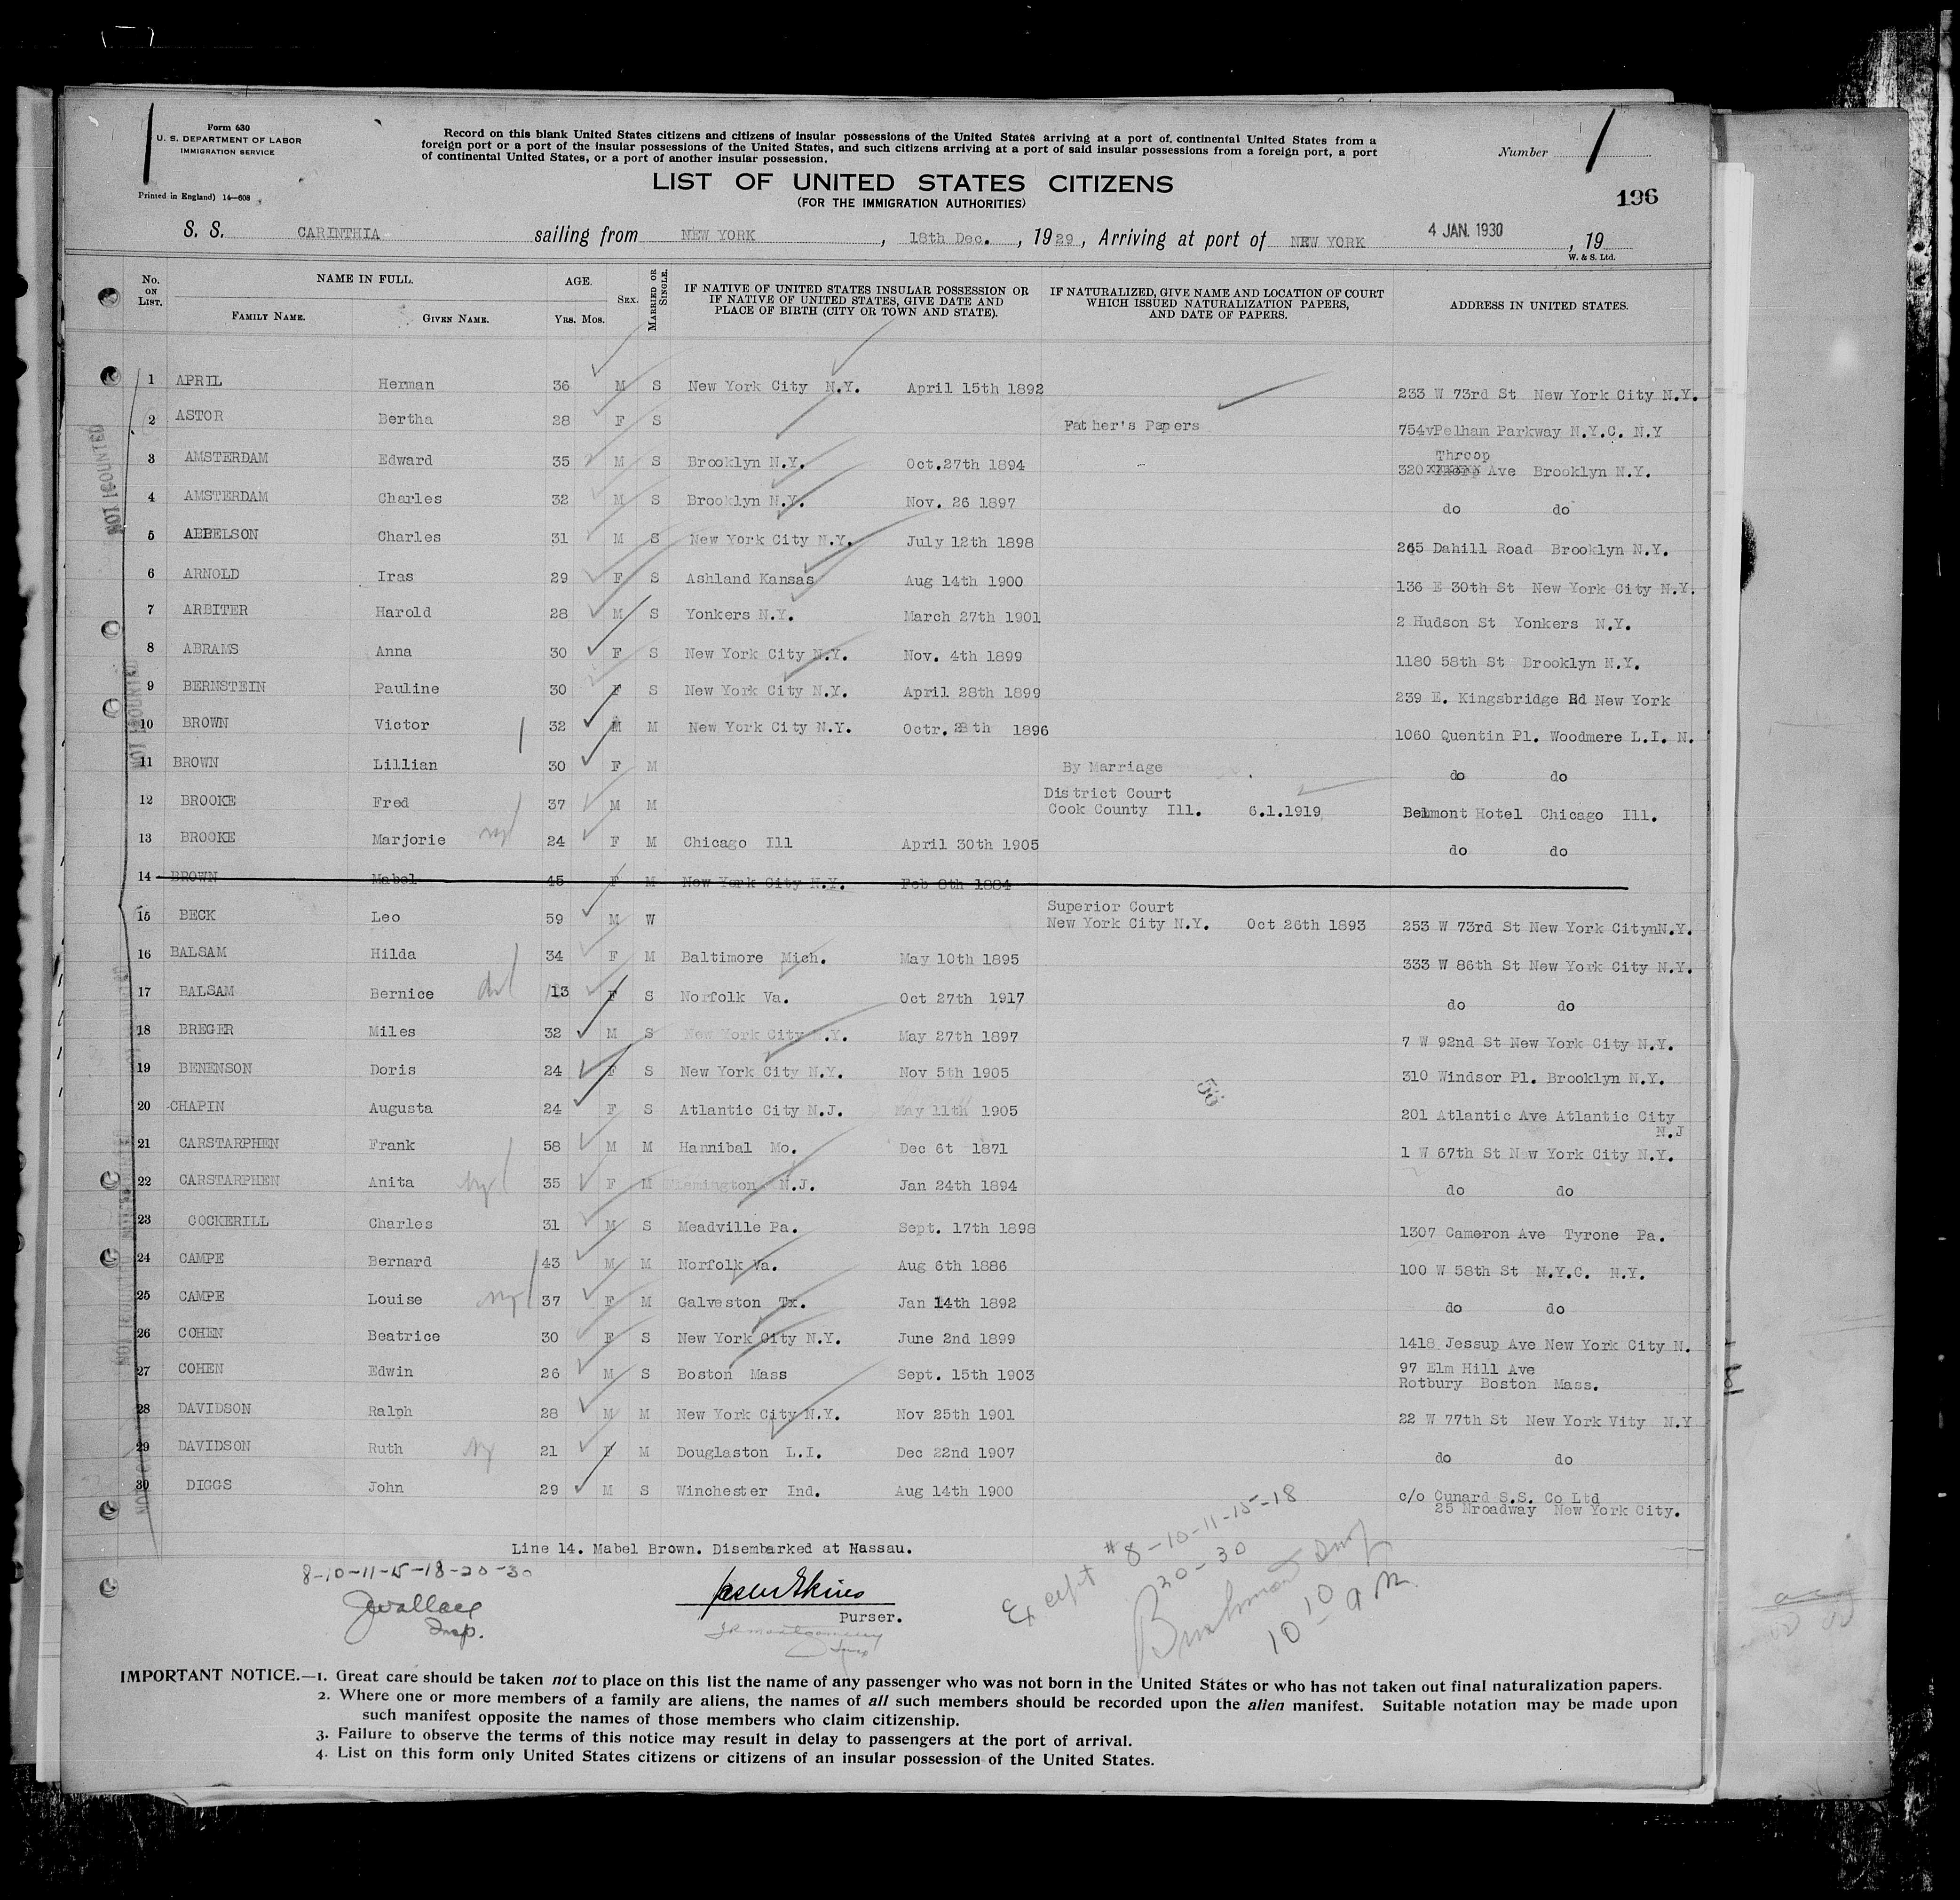 Form 630
U. S. DEPARTMENT OF LABOR
IMMIGRATION SERVICE
Printed in England) 14—608
Record on this blank United States citizens and citizens of insular possessions of the United States arriving at a port of continental United States from a
foreign port or a port of the insular possessions of the United States, and such citizens arriving at a port of said insular possessions from a foreign port, a port
of continental United States, or a port of another insular possession.
Number
LIST OF UNITED STATES CITIZENS
(FOR THE IMMIGRATION AUTHORITIES)
196
S. S. CARINTHIA sailing from NEW YORK, 18th Dec., 1929, Arriving at port of NEW YORK 4 JAN. 1930, 19
W. & S. Ltd.
No. ON LIST. NAME IN FULL. FAMILY NAME. GIVEN NAME. AGE. YRS. MOS. SEX. MARRIED OR SINGLE. IF NATIVE OF UNITED STATES INSULAR POSSESSION OR IF NATIVE OF UNITED STATES, GIVE DATE AND PLACE OF BIRTH (CITY OR TOWN AND STATE). IF NATURALIZED, GIVE NAME AND LOCATION OF COURT WHICH ISSUED NATURALIZATION PAPERS, AND DATE OF PAPERS. ADDRESS IN UNITED STATES.
1 APRIL Herman 36 M S New York City N.Y. April 15th 1892 233 W 73rd St New York City N.Y.
2 ASTOR Bertha 28 F S Father's Papers 754vPelham Parkway N.Y.C. N.Y
3 AMSTERDAM Edward 35 M S Brooklyn N.Y. Oct.27th 1894 320 Throop Ave Brooklyn N.Y.
4 AMSTERDAM Charles 32 M S Brooklyn N.Y. Nov. 26 1897 do do
5 ABBELSON Charles 31 M S New York City N.Y. July 12th 1898 265 Dahill Road Brooklyn N.Y.
6 ARNOLD Iras 29 F S Ashland Kansas Aug 14th 1900 136 E 30th St New York City N.Y.
7 ARBITER Harold 28 M S Yonkers N.Y. March 27th 1901 2 Hudson St Yonkers N.Y.
8 ABRAMS Anna 30 F S New York City N.Y. Nov. 4th 1899 1180 58th St Brooklyn N.Y.
9 BERNSTEIN Pauline 30 F S New York City N.Y. April 28th 1899 239 E. Kingsbridge Rd New York
10 BROWN Victor 32 M M New York City N.Y. Octr. 28th 1896 1060 Quentin Pl. Woodmere L.I. N.
11 BROWN Lillian 30 F M By Marriage do do
12 BROOKE Fred 37 M M District Court
Cook County Ill. 6.1.1919 Belmont Hotel Chicago Ill.
13 BROOKE Marjorie 24 F M Chicago Ill April 30th 1905 do do
14 BROWN Mabel 45 F M New York City N.Y. Feb 8th 1884
15 BECK Leo 59 M W Superior Court
New York City N.Y. Oct 26th 1893 253 W 73rd St New York CitynN.Y.
16 BALSAM Hilda 34 F M Baltimore Mich. May 10th 1895 333 W 86th St New York City N.Y.
17 BALSAM Bernice 13 F S Norfolk Va. Oct 27th 1917 do do
18 BREGER Miles 32 M S New York City N.Y. May 27th 1897 7 W 92nd St New York City N.Y.
19 BENENSON Doris 24 F S New York City N.Y. Nov 5th 1905 310 Windsor Pl. Brooklyn N.Y.
20 CHAPIN Augusta 24 F S Atlantic City N.J. May 11th 1905 201 Atlantic Ave Atlantic City
N.J
21 CARSTARPHEN Frank 58 M M Hannibal Mo. Dec 6t 1871 1 W 67th St New York City N.Y.
22 CARSTARPHEN Anita 35 F M N.J. Jan 24th 1894 do do
23 COCKERILL Charles 31 M S Meadville Pa. Sept. 17th 1898 1307 Cameron Ave Tyrone Pa.
24 CAMPE Bernard 43 M M Norfolk Va. Aug 6th 1886 100 W 58th St N.Y.C. N.Y.
25 CAMPE Louise 37 F M Galveston Tx. Jan 14th 1892 do do
26 COHEN Beatrice 30 F S New York City N.Y. June 2nd 1899 1418 Jessup Ave New York City N.
27 COHEN Edwin 26 M S Boston Mass Sept. 15th 1903 97 Elm Hill Ave
Rotbury Boston Mass.
28 DAVIDSON Ralph 28 M M New York City N.Y. Nov 25th 1901 22 W 77th St New York Vity N.Y
29 DAVIDSON Ruth 21 F M Douglaston L.I. Dec 22nd 1907 do do
30 DIGGS John 29 M S Winchester Ind. Aug 14th 1900 c/o Cunard S.S. Co Ltd
25 Nroadway New York City.
56
Line 14. Mabel Brown. Disembarked at Nassau.
8-10-11-15-18-20-30
JWallace
Insp.
Purser.
Except #8-10-11-15-18
20-30
10 10 AM
IMPORTANT NOTICE.—1. Great care should be taken not to place on this list the name of any passenger who was not born in the United States or who has not taken out final naturalization papers.
2. Where one or more members of a family are aliens, the names of all such members should be recorded upon the alien manifest. Suitable notation may be made upon
such manifest opposite the names of those members who claim citizenship.
3. Failure to observe the terms of this notice may result in delay to passengers at the port of arrival.
4. List on this form only United States citizens or citizens of an insular possession of the United States.